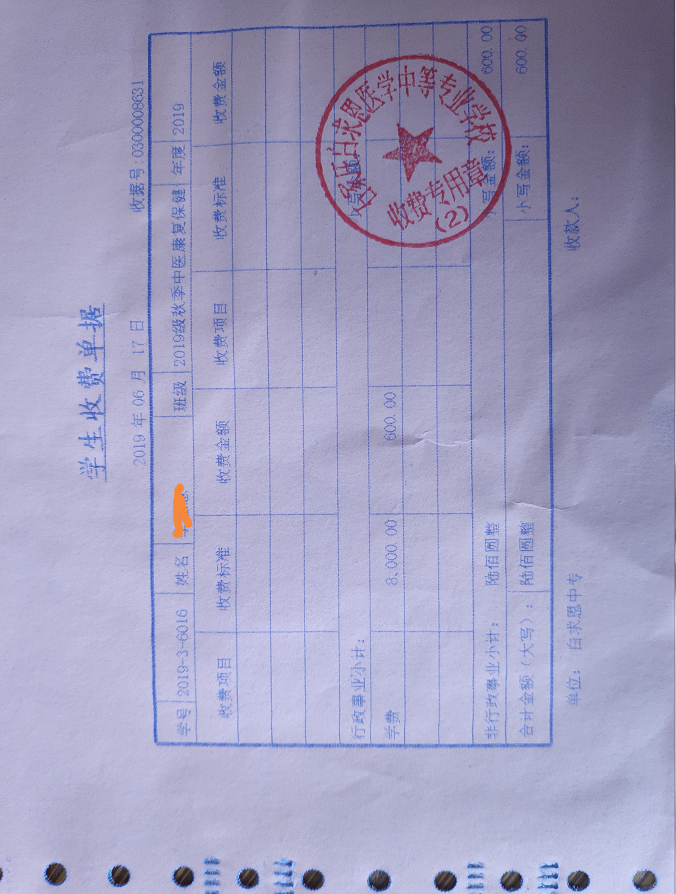 学生收费单据
2019 年 06 月 17 日 收据号:0300008631
学号 2019-3-6016 姓名 班级 2019级秋季中医康复保健 年度 2019
收费项目 收费标准 收费金额 收费项目 收费标准 收费金额
行政事业小计:
学费 8,000.00 600.00
非行政事业小计: 陆佰圆整 小写金额: 600.00
合计金额(大写): 陆佰圆整 小写金额: 600.00
单位: 白求恩中专 收款人:
白求恩医学中等专业学校
收费专用章
(2)